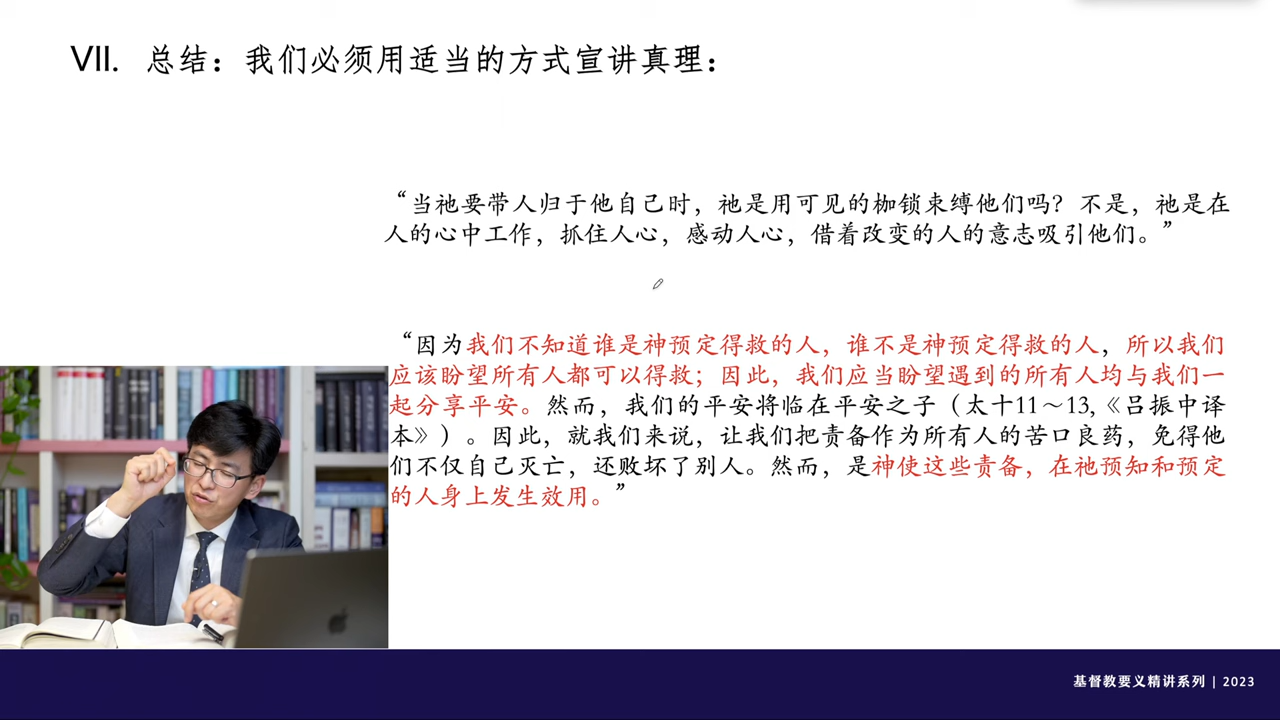 VII. 总结：我们必须用适当的方式宣讲真理：
“当祂要带人归于他自己时，祂是用可见的枷锁束缚他们吗？不是，祂是在
人的心中工作，抓住人心，感动人心，借着改变的人的意志吸引他们。”
“因为我们不知道谁是神预定得救的人，谁不是神预定得救的人，所以我们
应该盼望所有人都可以得救；因此，我们应当盼望遇到的所有人均与我们一
起分享平安。然而，我们的平安将临在平安之子（太十11～13,《吕振中译
本》）。因此，就我们来说，让我们把责备作为所有人的苦口良药，免得他
们不仅自己灭亡，还败坏了别人。然而，是神使这些责备，在祂预知和预定
的人身上发生效用。”
基督教要义精讲系列 | 2023